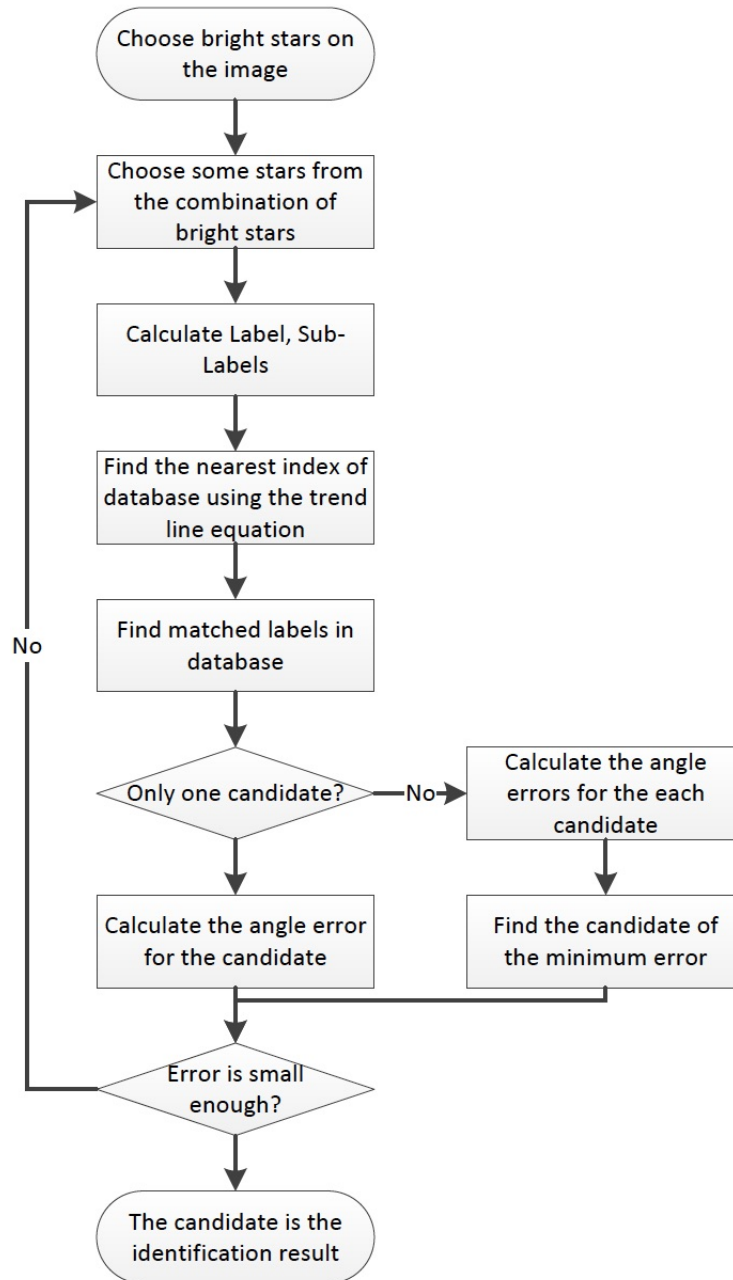 Choose bright stars on
the image
Choose some stars from
the combination of
bright stars
Calculate Label, Sub-
Labels
Find the nearest index of
database using the trend
line equation
Find matched labels in
database
No
Only one candidate?
No
Calculate the angle
errors for the each
candidate
Calculate the angle error
for the candidate
Find the candidate of
the minimum error
Error is small
enough?
The candidate is the
identification result